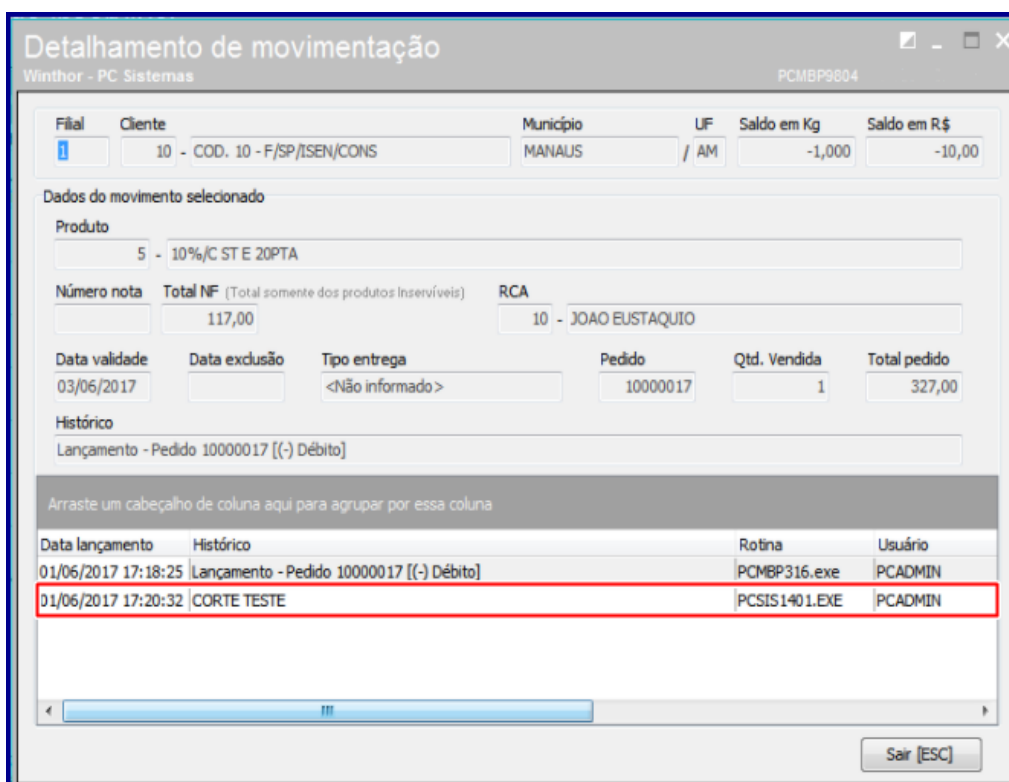 Detalhamento de movimentação
Winthor - PC Sistemas PCMBP9804
Filial Cliente Município UF Saldo em Kg Saldo em R$
1 10 - COD. 10 - F/SP/ISEN/CONS MANAUS / AM -1,000 -10,00
Dados do movimento selecionado
Produto
5 - 10%/C ST E 20PTA
Número nota Total NF (Total somente dos produtos Inservíveis) RCA
117,00 10 - JOAO EUSTAQUIO
Data validade Data exclusão Tipo entrega Pedido Qtd. Vendida Total pedido
03/06/2017 <Não informado> 10000017 1 327,00
Histórico
Lançamento - Pedido 10000017 [(-) Débito]
Arraste um cabeçalho de coluna aqui para agrupar por essa coluna
Data lançamento Histórico Rotina Usuário
01/06/2017 17:18:25 Lançamento - Pedido 10000017 [(-) Débito] PCMBP316.exe PCADMIN
01/06/2017 17:20:32 CORTE TESTE PCSIS1401.EXE PCADMIN
Sair [ESC]